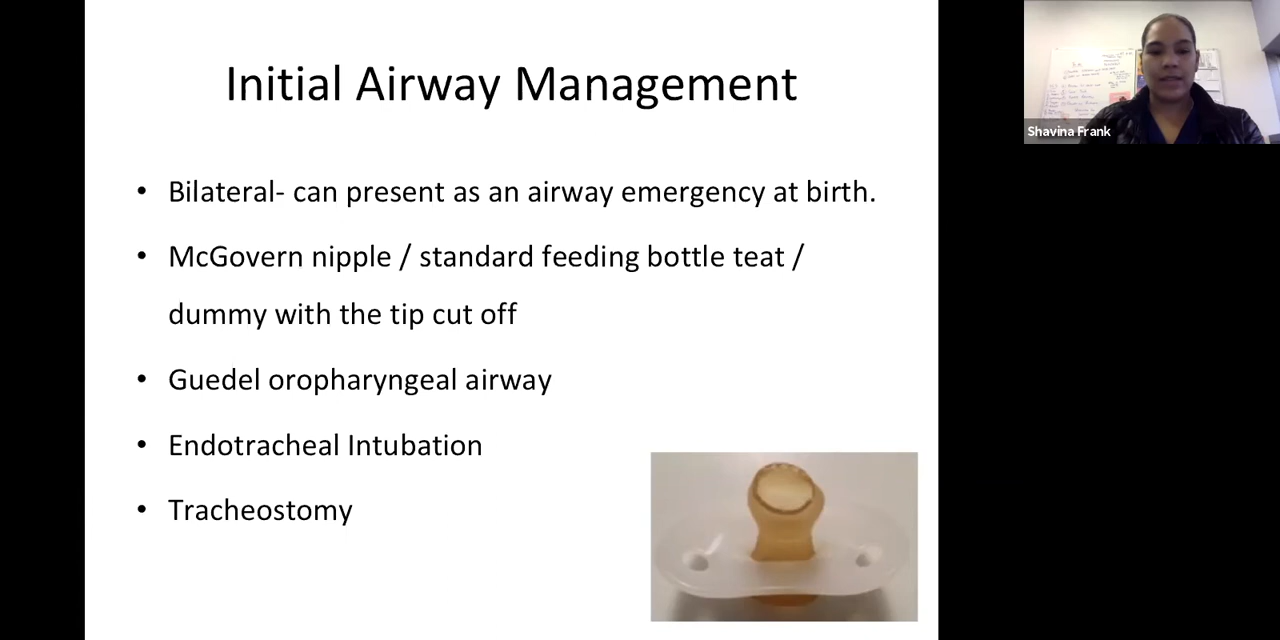 Initial Airway Management
• Bilateral- can present as an airway emergency at birth.
• McGovern nipple / standard feeding bottle teat /
dummy with the tip cut off
• Guedel oropharyngeal airway
• Endotracheal Intubation
• Tracheostomy
Shavina Frank